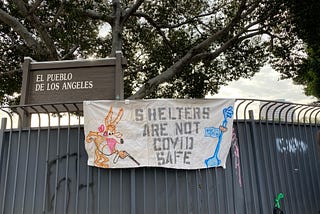 EL PUEBLO
DE LOS ANGELES
SHELTERS
ARE NOT
COVID
SAFE